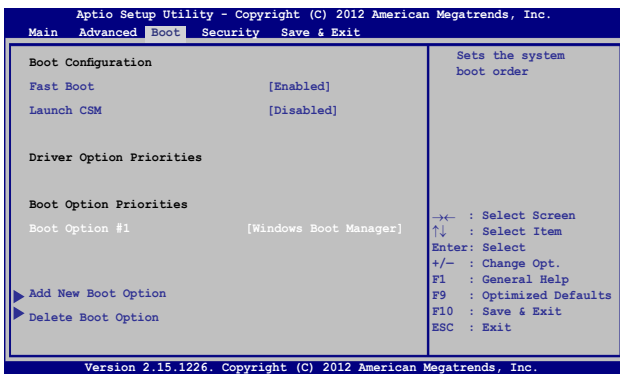 Aptio Setup Utility - Copyright (C) 2012 American Megatrends, Inc.
Main Advanced Boot Security Save & Exit
Boot Configuration
Fast Boot [Enabled]
Launch CSM [Disabled]
Driver Option Priorities
Boot Option Priorities
Boot Option #1 [Windows Boot Manager]
Add New Boot Option
Delete Boot Option
Sets the system
boot order
→← : Select Screen
↑↓ : Select Item
Enter: Select
+/— : Change Opt.
F1 : General Help
F9 : Optimized Defaults
F10 : Save & Exit
ESC : Exit
Version 2.15.1226. Copyright (C) 2012 American Megatrends, Inc.